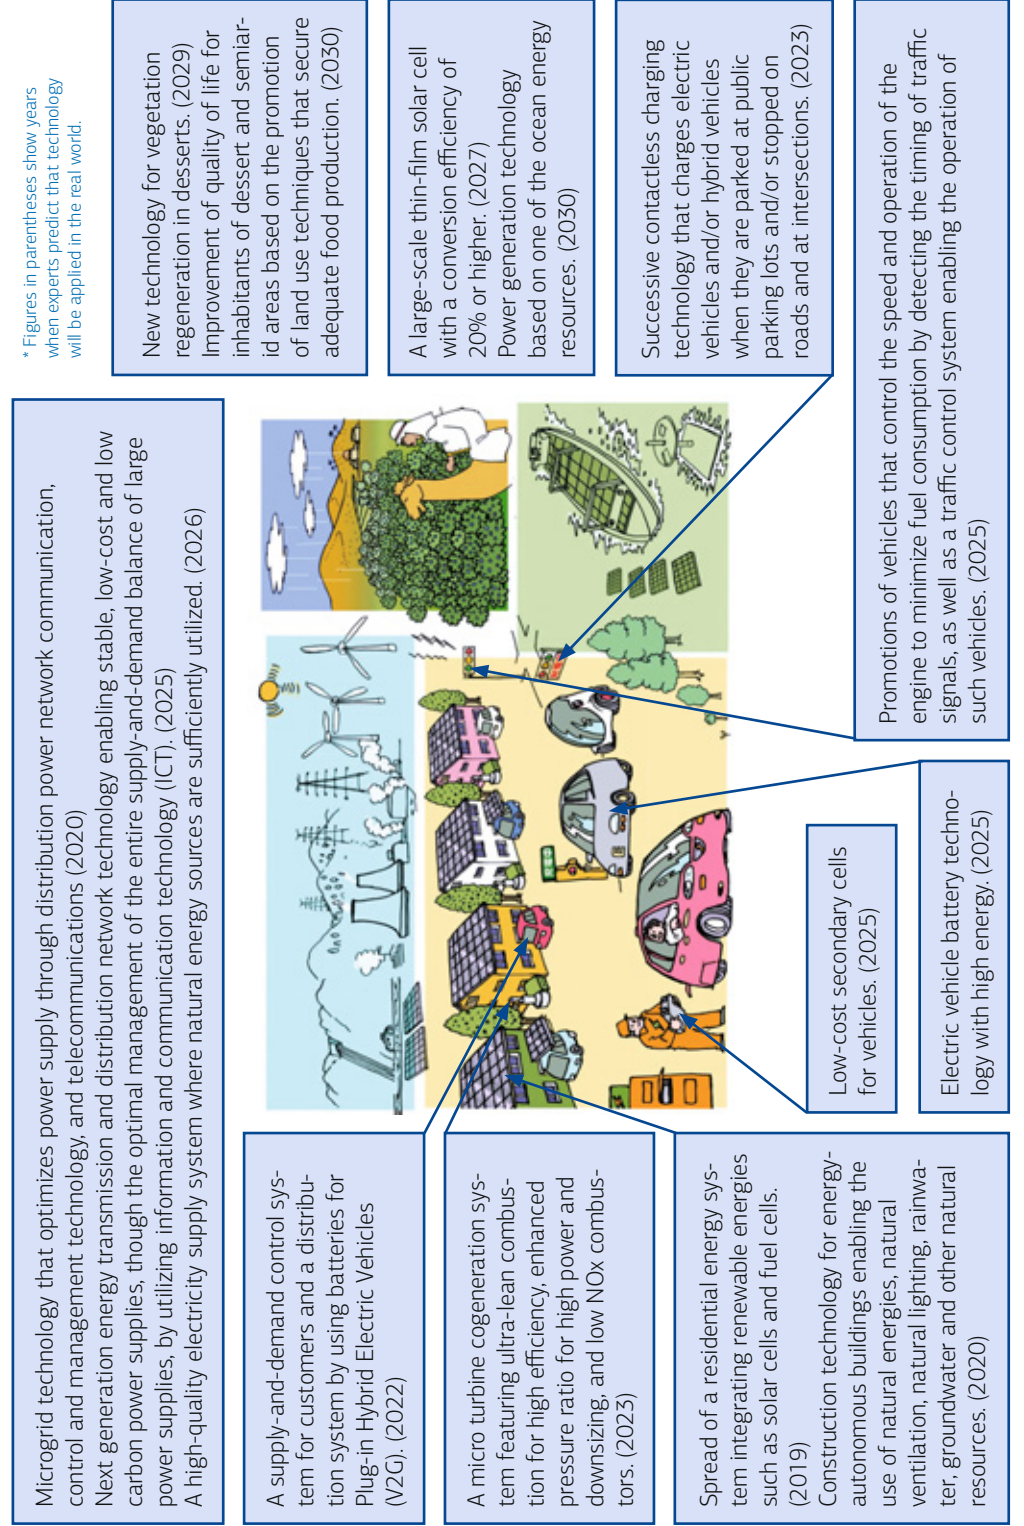 * Figures in parentheses show years
when experts predict that technology
will be applied in the real world.
Microgrid technology that optimizes power supply through distribution power network communication,
control and management technology, and telecommunications (2020)
Next generation energy transmission and distribution network technology enabling stable, low-cost and low
carbon power supplies, though the optimal management of the entire supply-and-demand balance of large
power supplies, by utilizing information and communication technology (ICT). (2025)
A high-quality electricity supply system where natural energy sources are sufficiently utilized. (2026)
New technology for vegetation
regeneration in desserts. (2029)
Improvement of quality of life for
inhabitants of dessert and semiar-
id areas based on the promotion
of land use techniques that secure
adequate food production. (2030)
A supply-and-demand control sys-
tem for customers and a distribu-
tion system by using batteries for
Plug-in Hybrid Electric Vehicles
(V2G). (2022)
A large-scale thin-film solar cell
with a conversion efficiency of
20% or higher. (2027)
Power generation technology
based on one of the ocean energy
resources. (2030)
A micro turbine cogeneration sys-
tem featuring ultra-lean combus-
tion for high efficiency, enhanced
pressure ratio for high power and
downsizing, and low NOx combus-
tors. (2023)
Successive contactless charging
technology that charges electric
vehicles and/or hybrid vehicles
when they are parked at public
parking lots and/or stopped on
roads and at intersections. (2023)
Spread of a residential energy sys-
tem integrating renewable energies
such as solar cells and fuel cells.
(2019)
Construction technology for energy-
autonomous buildings enabling the
use of natural energies, natural
ventilation, natural lighting, rainwa-
ter, groundwater and other natural
resources. (2020)
Low-cost secondary cells
for vehicles. (2025)
Electric vehicle battery techno-
logy with high energy. (2025)
Promotions of vehicles that control the speed and operation of the
engine to minimize fuel consumption by detecting the timing of traffic
signals, as well as a traffic control system enabling the operation of
such vehicles. (2025)